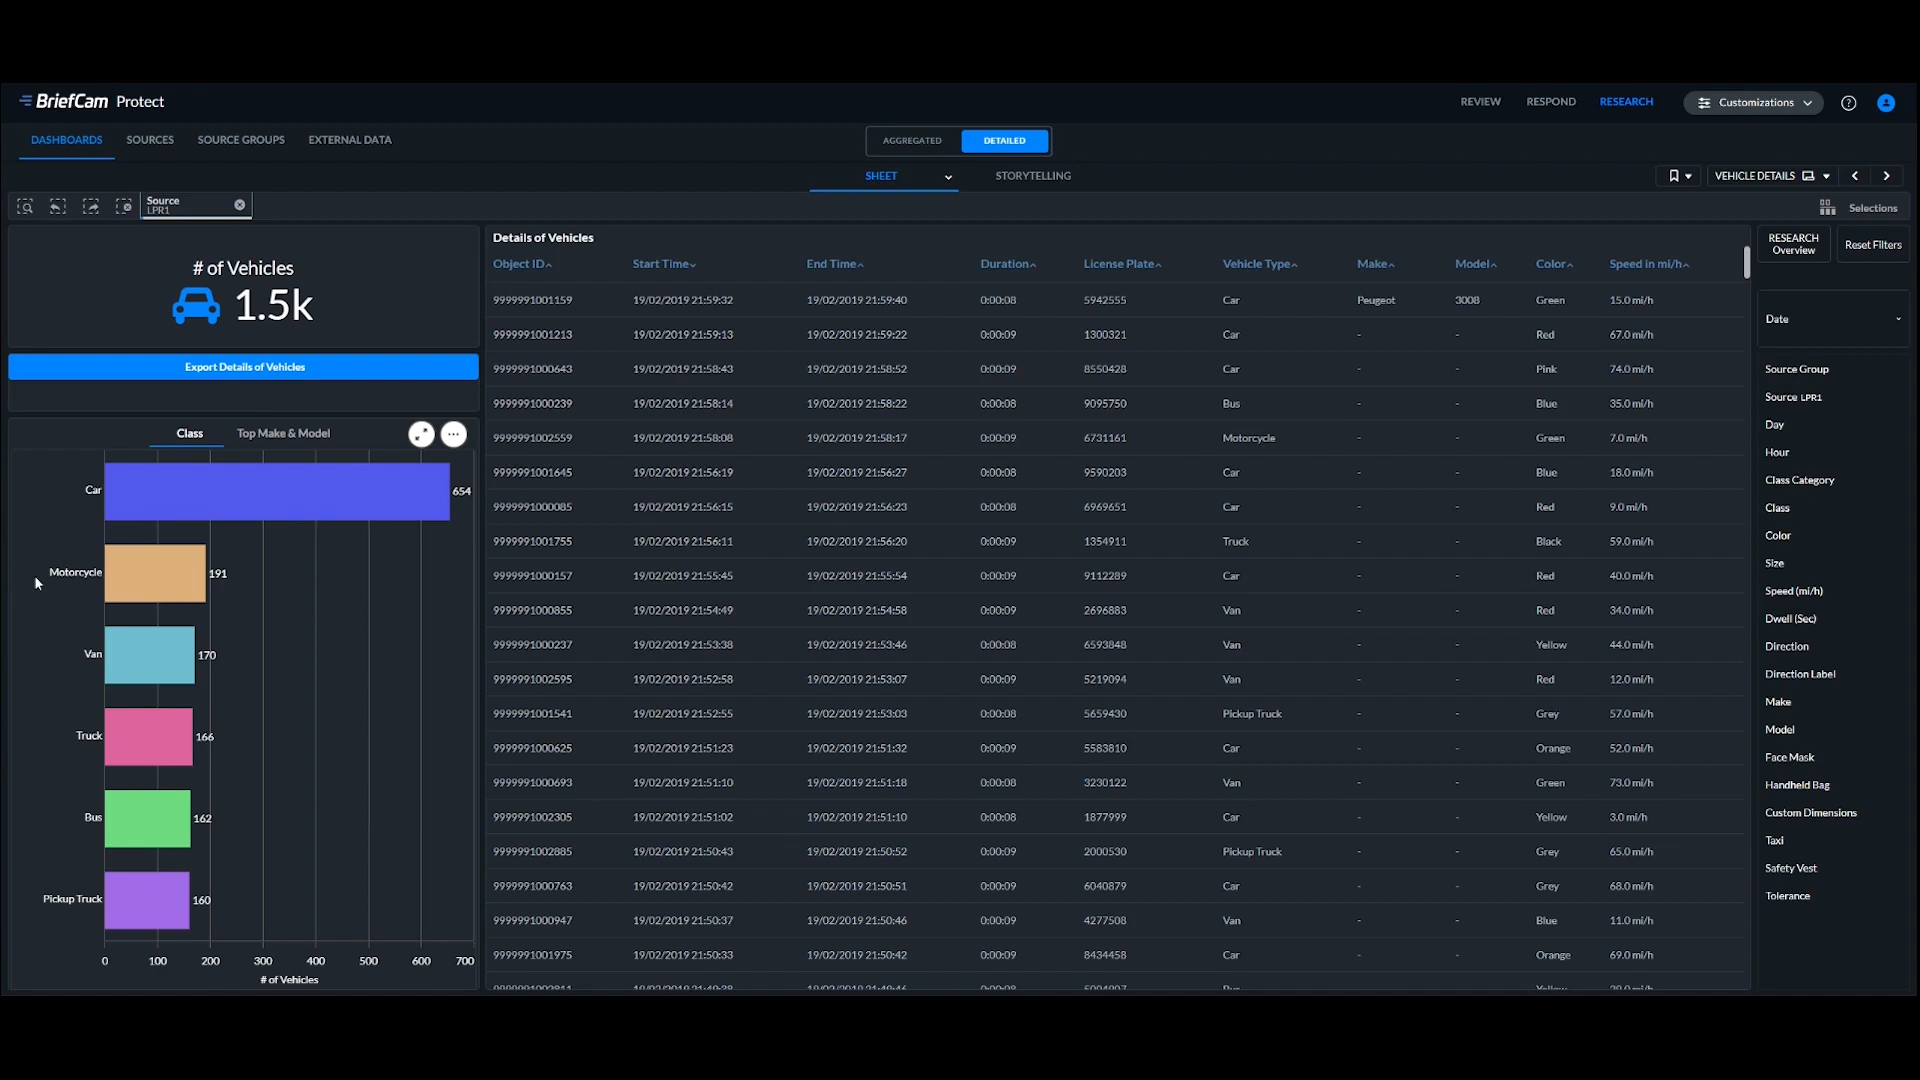 BriefCam Protect
REVIEW RESPOND RESEARCH Customizations
DASHBOARDS SOURCES SOURCE GROUPS EXTERNAL DATA AGGREGATED DETAILED
SHEET STORYTELLING VEHICLE DETAILS
Source
LPR1
Selections
# of Vehicles
1.5k
Export Details of Vehicles
Class Top Make & Model
Car 654
Motorcycle 191
Van 170
Truck 166
Bus 162
Pickup Truck 160
0 100 200 300 400 500 600 700
# of Vehicles
Details of Vehicles
Object ID Start Time End Time Duration License Plate Vehicle Type Make Model Color Speed in mi/h
9999991001159 19/02/2019 21:59:32 19/02/2019 21:59:40 0:00:08 5942555 Car Peugeot 3008 Green 15.0 mi/h
9999991001213 19/02/2019 21:59:13 19/02/2019 21:59:22 0:00:09 1300321 Car - - Red 67.0 mi/h
9999991000643 19/02/2019 21:58:43 19/02/2019 21:58:52 0:00:09 8550428 Car - - Pink 74.0 mi/h
9999991000239 19/02/2019 21:58:14 19/02/2019 21:58:22 0:00:08 9095750 Bus - - Blue 35.0 mi/h
9999991002559 19/02/2019 21:58:08 19/02/2019 21:58:17 0:00:09 6731161 Motorcycle - - Green 7.0 mi/h
9999991001645 19/02/2019 21:56:19 19/02/2019 21:56:27 0:00:08 9590203 Car - - Blue 18.0 mi/h
9999991000085 19/02/2019 21:56:15 19/02/2019 21:56:23 0:00:08 6969651 Car - - Red 9.0 mi/h
9999991001755 19/02/2019 21:56:11 19/02/2019 21:56:20 0:00:09 1354911 Truck - - Black 59.0 mi/h
9999991000157 19/02/2019 21:55:45 19/02/2019 21:55:54 0:00:09 9112289 Car - - Red 40.0 mi/h
9999991000855 19/02/2019 21:54:49 19/02/2019 21:54:58 0:00:09 2696883 Van - - Red 34.0 mi/h
9999991000237 19/02/2019 21:53:38 19/02/2019 21:53:46 0:00:08 6593848 Van - - Yellow 44.0 mi/h
9999991002595 19/02/2019 21:52:58 19/02/2019 21:53:07 0:00:09 5219094 Van - - Red 12.0 mi/h
9999991001541 19/02/2019 21:52:55 19/02/2019 21:53:03 0:00:08 5659430 Pickup Truck - - Grey 57.0 mi/h
9999991000625 19/02/2019 21:51:23 19/02/2019 21:51:32 0:00:09 5583810 Car - - Orange 52.0 mi/h
9999991000693 19/02/2019 21:51:10 19/02/2019 21:51:18 0:00:08 3230122 Van - - Green 73.0 mi/h
9999991002305 19/02/2019 21:51:02 19/02/2019 21:51:10 0:00:08 1877999 Car - - Yellow 3.0 mi/h
9999991002885 19/02/2019 21:50:43 19/02/2019 21:50:52 0:00:09 2000530 Pickup Truck - - Grey 65.0 mi/h
9999991000763 19/02/2019 21:50:42 19/02/2019 21:50:51 0:00:09 6040879 Car - - Grey 68.0 mi/h
9999991000947 19/02/2019 21:50:37 19/02/2019 21:50:46 0:00:09 4277508 Van - - Blue 11.0 mi/h
9999991001975 19/02/2019 21:50:33 19/02/2019 21:50:42 0:00:09 8434458 Car - - Orange 69.0 mi/h
RESEARCH
Overview
Reset Filters
Date
Source Group
Source LPR1
Day
Hour
Class Category
Class
Color
Size
Speed (mi/h)
Dwell (Sec)
Direction
Direction Label
Make
Model
Face Mask
Handheld Bag
Custom Dimensions
Taxi
Safety Vest
Tolerance